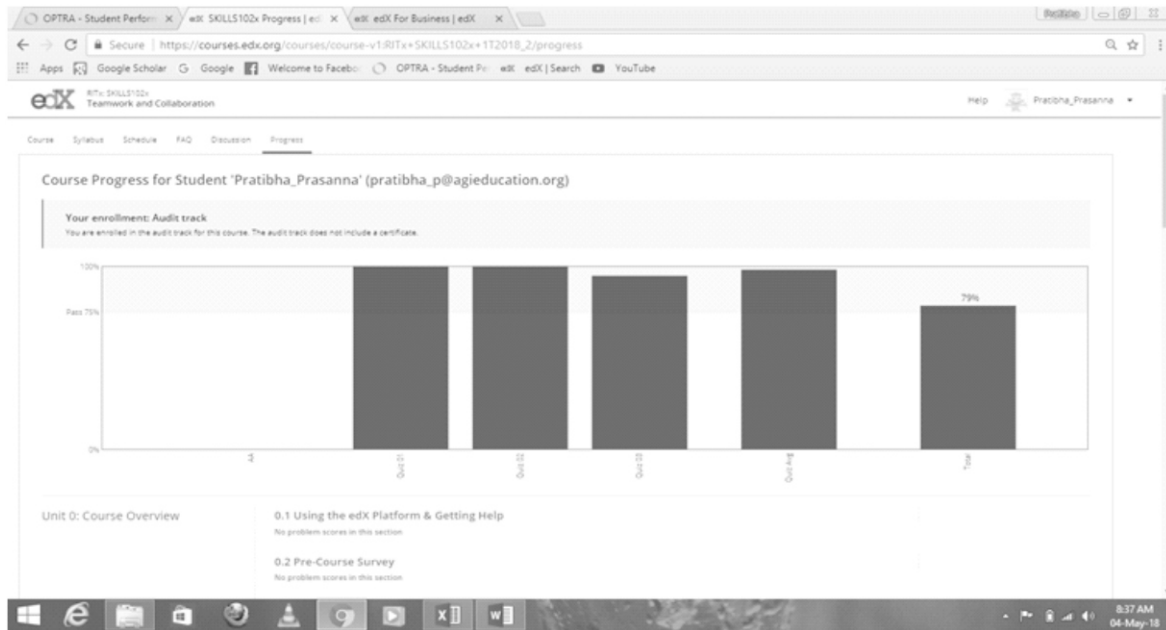 OPTRA - Student Perform
edX SKILLS102x Progress | ed
edX For Business | edX
Secure | https://courses.edx.org/courses/course-v1:RITx+SKILLS102x+1T2018_2/progress
Apps Google Scholar G Google Welcome to Facebo OPTRA - Student Pe edX edX | Search YouTube
edX
RITx: SKILLS102x
Teamwork and Collaboration
Help Pratibha_Prasanna
Course Syllabus Schedule FAQ Discussion Progress
Course Progress for Student 'Pratibha_Prasanna' (pratibha_p@agieducation.org)
Your enrollment: Audit track
You are enrolled in the audit track for this course. The audit track does not include a certificate.
100%
Pass 75%
0%
79%
AA
Quiz 01
Quiz 02
Quiz 03
Quiz Avg
Total
Unit 0: Course Overview
0.1 Using the edX Platform & Getting Help
No problem scores in this section
0.2 Pre-Course Survey
No problem scores in this section
8:37 AM
04-May-18